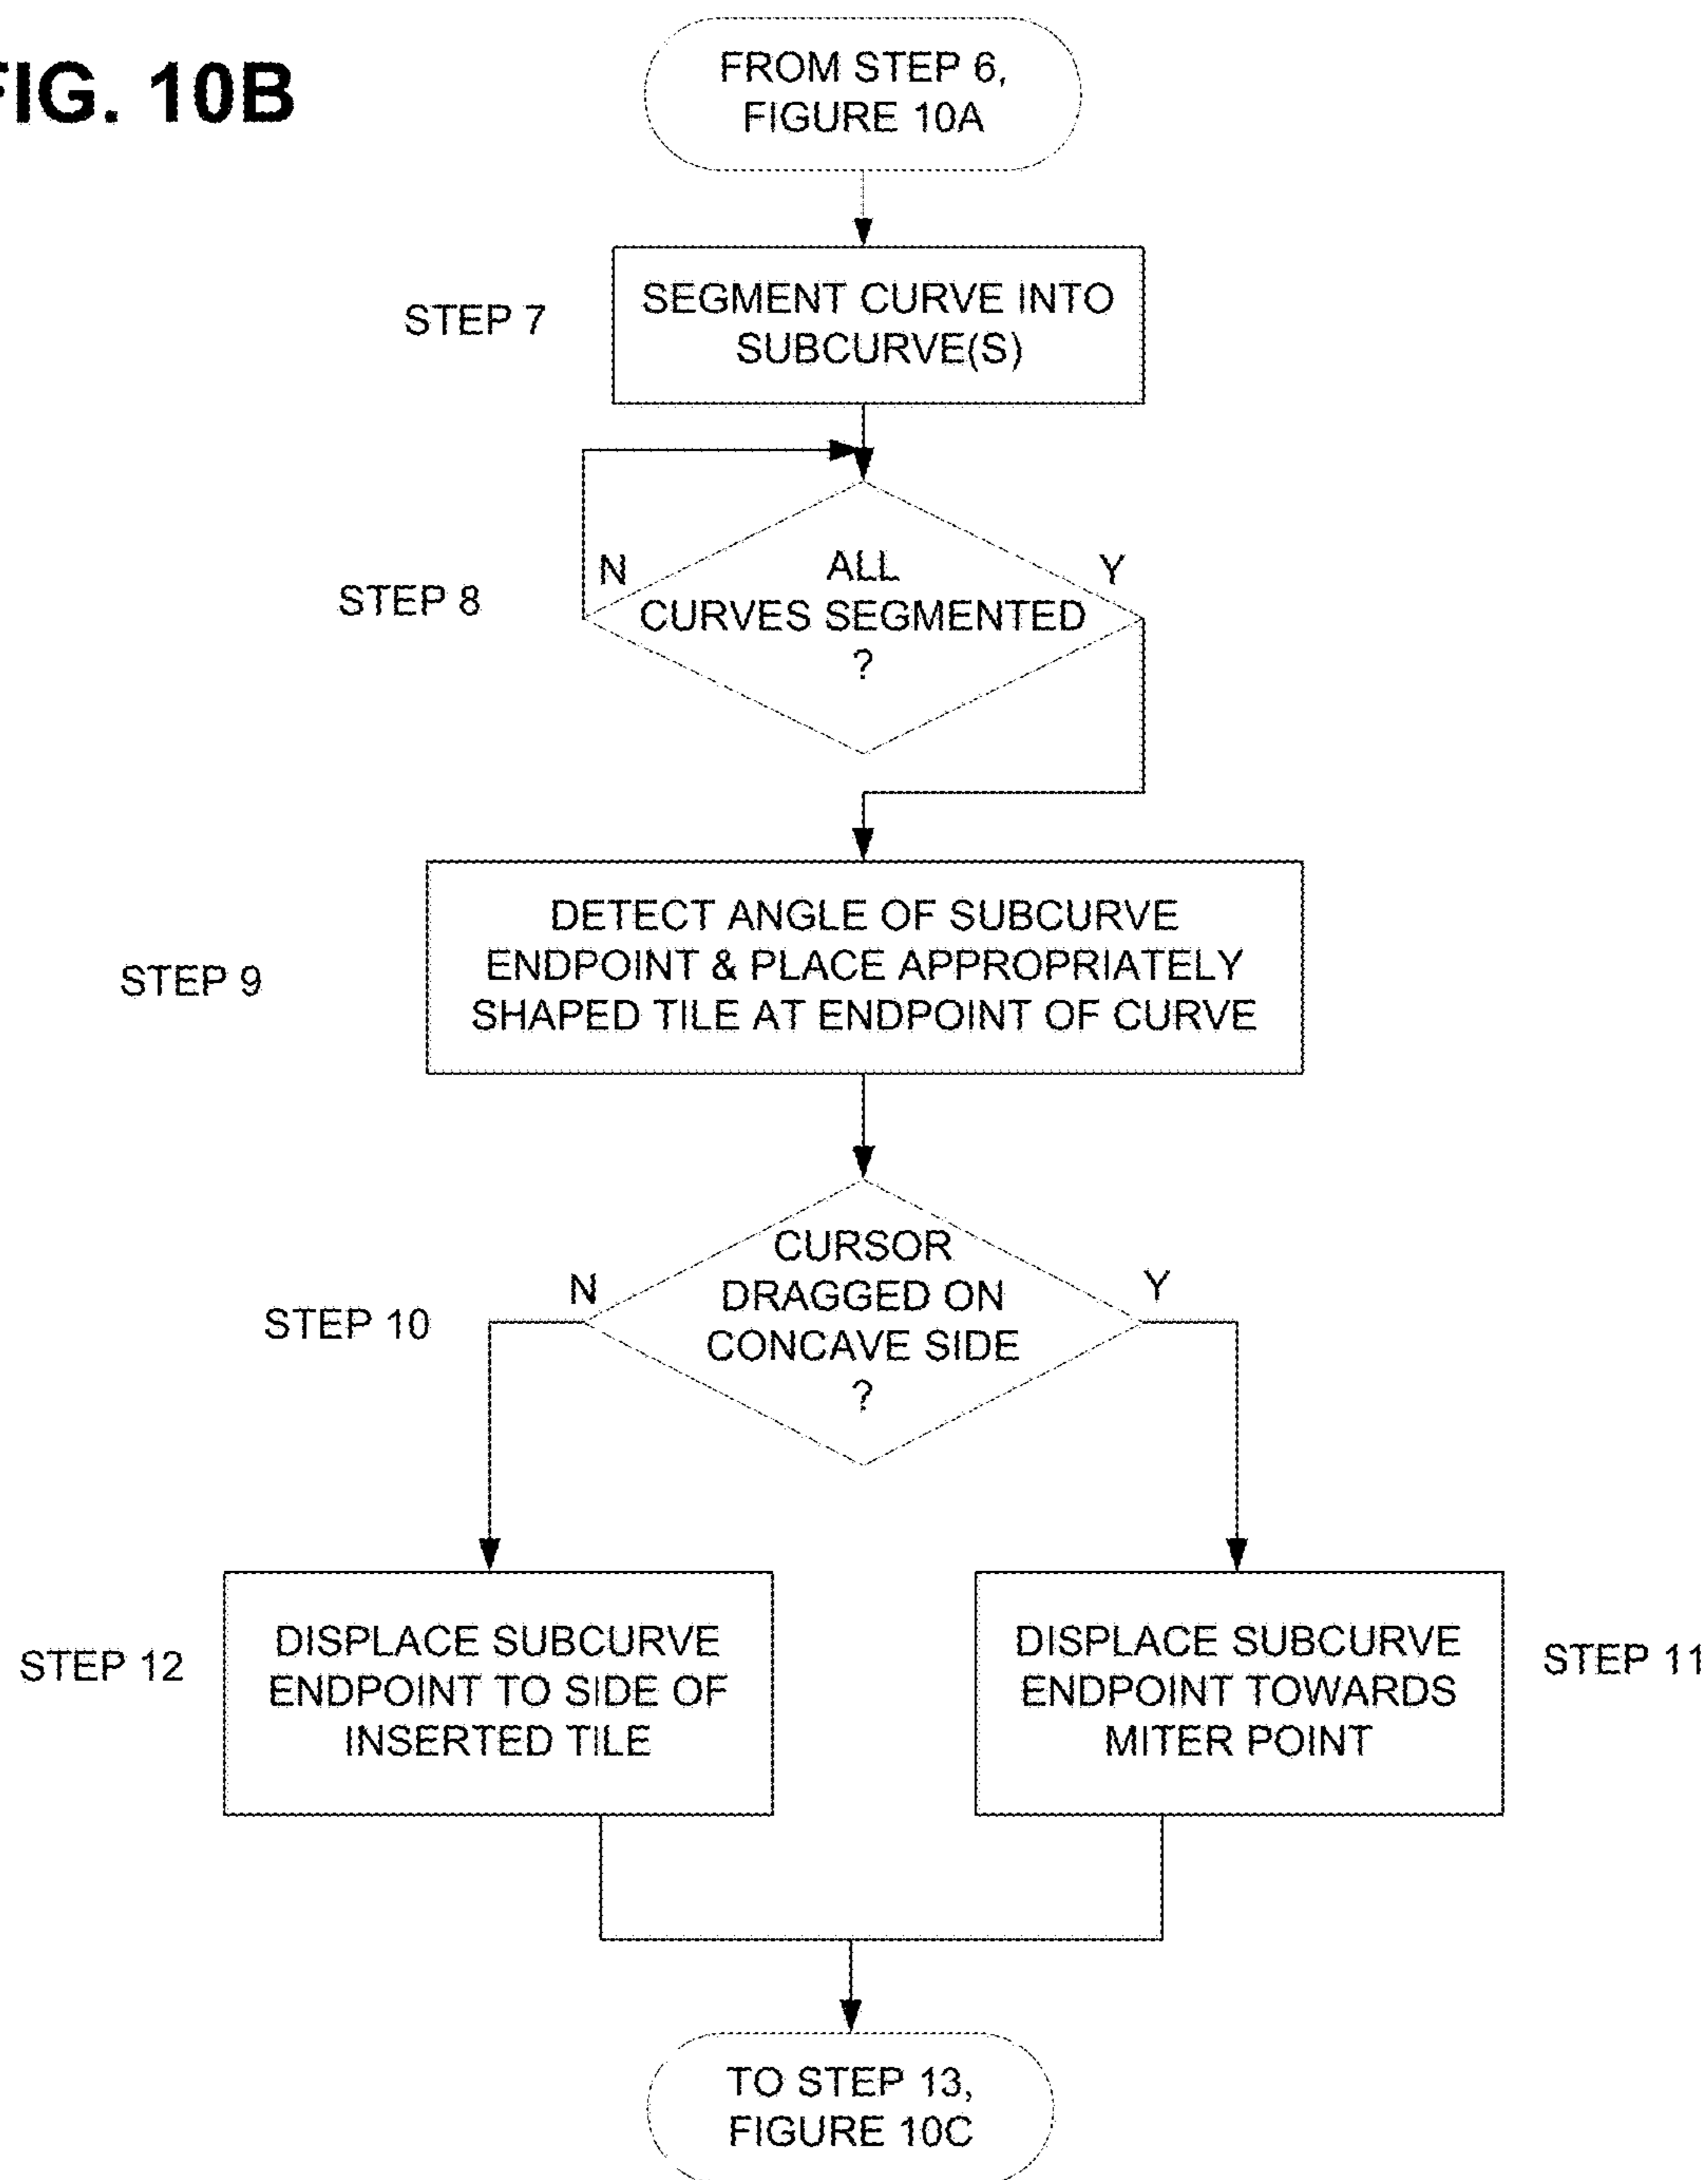 FIG. 10B
FROM STEP 6,
FIGURE 10A
STEP 7
SEGMENT CURVE INTO
SUBCURVE(S)
STEP 8
N
ALL
Y
CURVES SEGMENTED
?
STEP 9
DETECT ANGLE OF SUBCURVE
ENDPOINT & PLACE APPROPRIATELY
SHAPED TILE AT ENDPOINT OF CURVE
STEP 10
N
CURSOR
Y
DRAGGED ON
CONCAVE SIDE
?
STEP 12
DISPLACE SUBCURVE
ENDPOINT TO SIDE OF
INSERTED TILE
DISPLACE SUBCURVE
ENDPOINT TOWARDS
MITER POINT
STEP 11
TO STEP 13,
FIGURE 10C